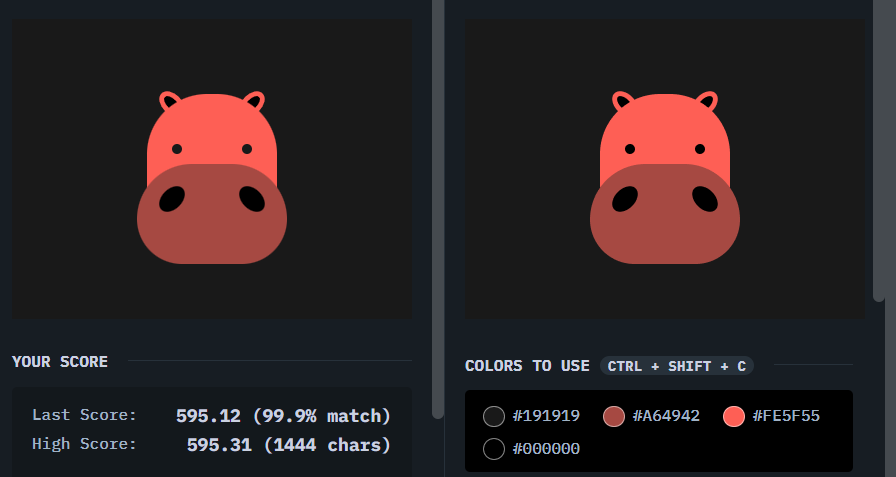 YOUR SCORE
Last Score: 595.12 (99.9% match)
High Score: 595.31 (1444 chars)
COLORS TO USE CTRL + SHIFT + C
#191919 #A64942 #FE5F55
#000000